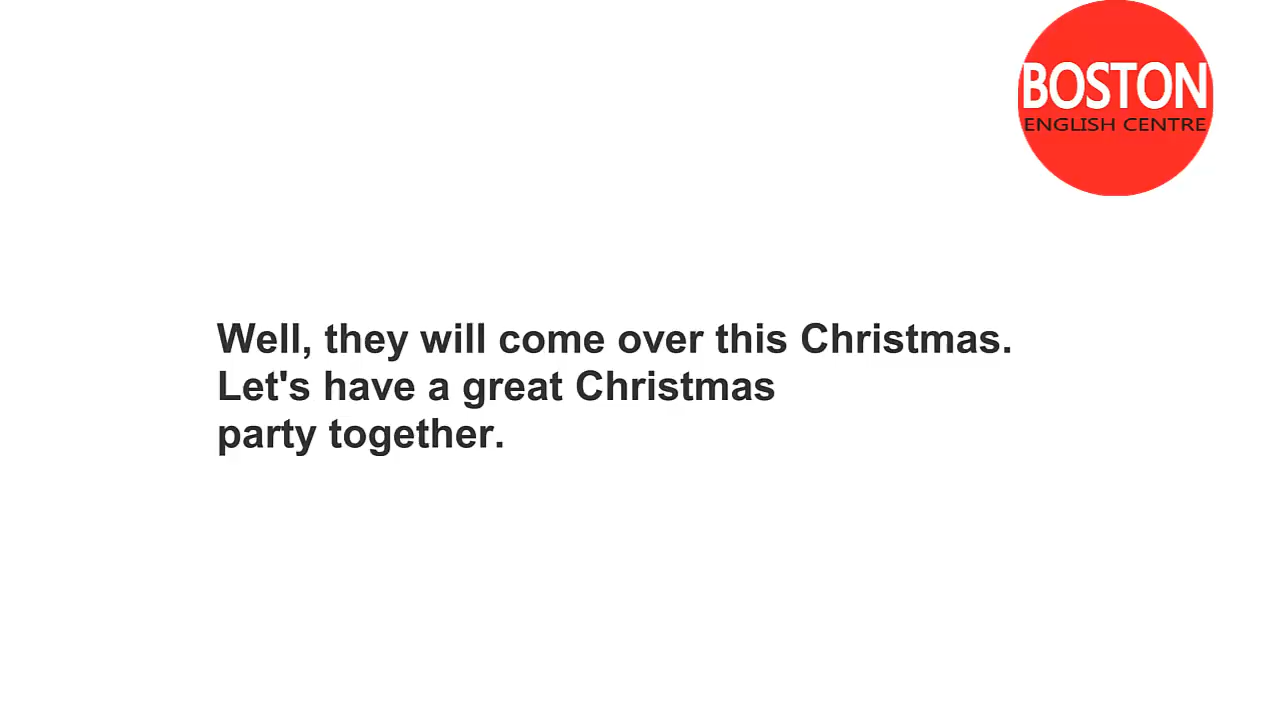 BOSTON
ENGLISH CENTRE
Well, they will come over this Christmas.
Let's have a great Christmas
party together.